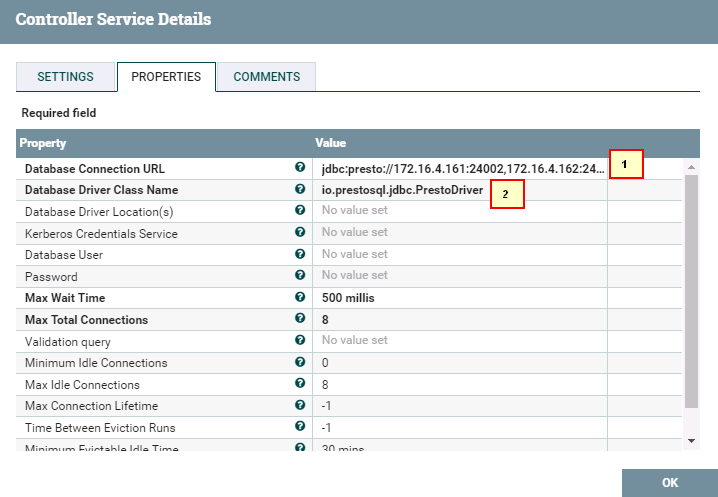 Controller Service Details
SETTINGS PROPERTIES COMMENTS
Required field
Property Value
Database Connection URL ? jdbc:presto://172.16.4.161:24002,172.16.4.162:24... 1
Database Driver Class Name ? io.prestosql.jdbc.PrestoDriver 2
Database Driver Location(s) ? No value set
Kerberos Credentials Service ? No value set
Database User ? No value set
Password ? No value set
Max Wait Time ? 500 millis
Max Total Connections ? 8
Validation query ? No value set
Minimum Idle Connections ? 0
Max Idle Connections ? 8
Max Connection Lifetime ? -1
Time Between Eviction Runs ? -1
Minimum Evictable Idle Time ? 30 mins
OK